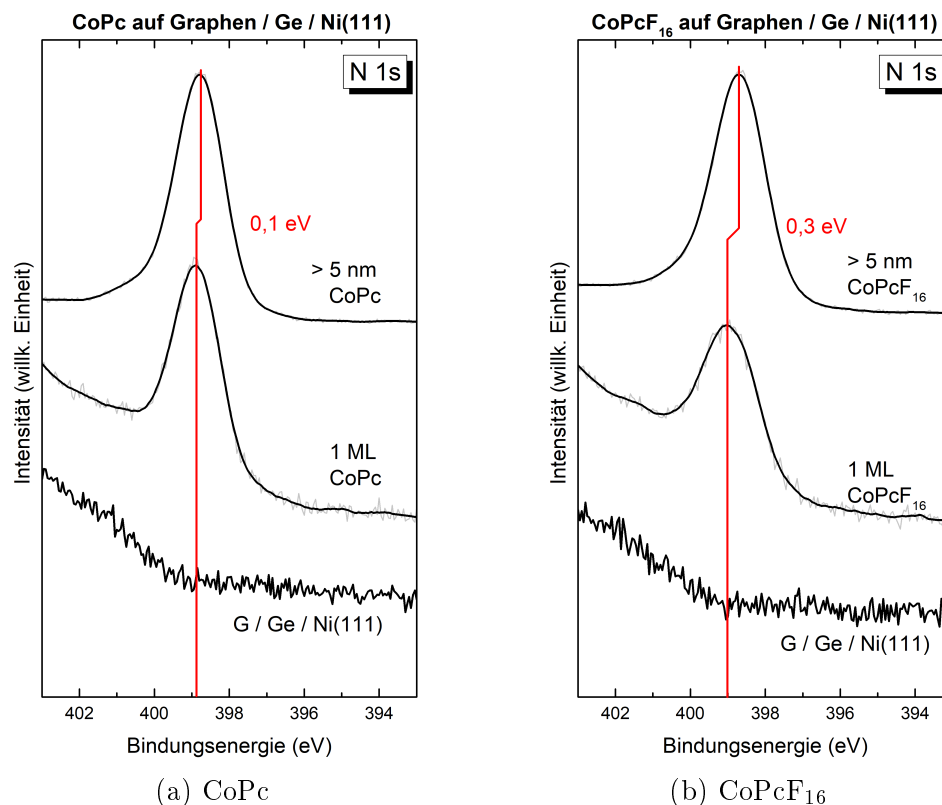 CoPc auf Graphen / Ge / Ni(111)
N 1s
0,1 eV
> 5 nm
CoPc
1 ML
CoPc
G / Ge / Ni(111)
Intensität (willk. Einheit)
402 400 398 396 394
Bindungsenergie (eV)
(a) CoPc
CoPcF₁₆ auf Graphen / Ge / Ni(111)
N 1s
0,3 eV
> 5 nm
CoPcF₁₆
1 ML
CoPcF₁₆
G / Ge / Ni(111)
Intensität (willk. Einheit)
402 400 398 396 394
Bindungsenergie (eV)
(b) CoPcF₁₆